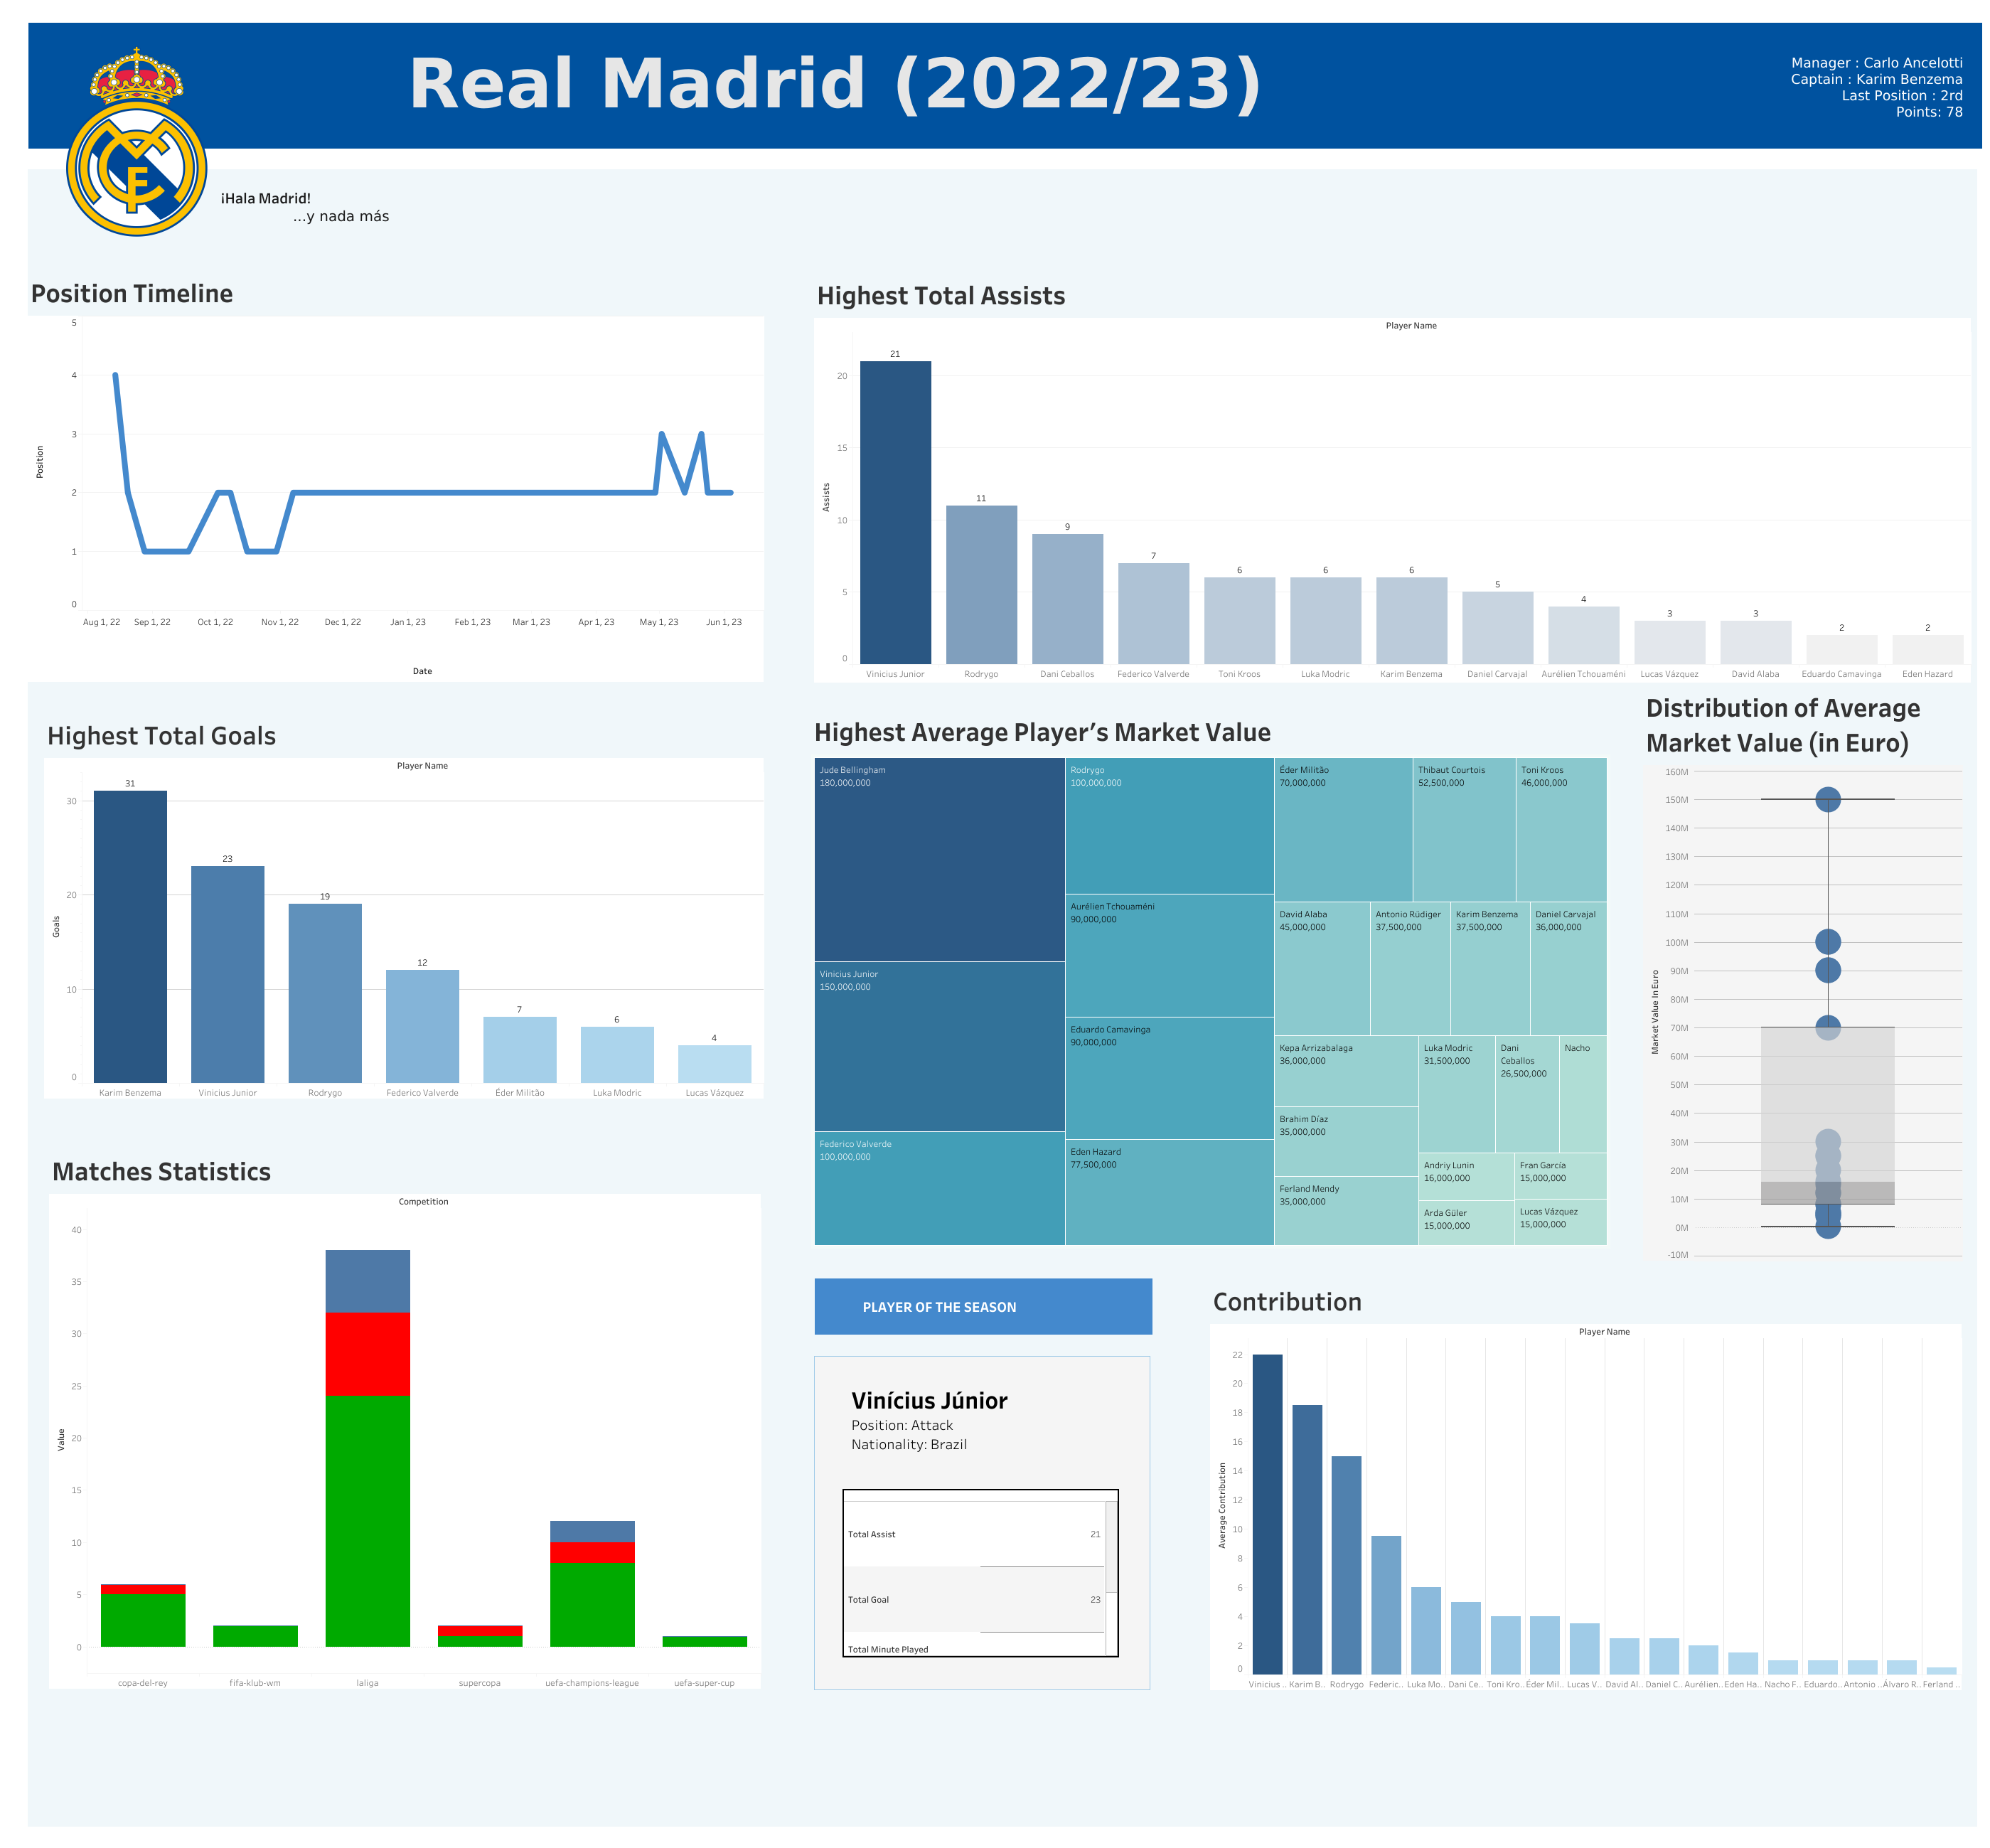 Real Madrid (2022/23)
Manager : Carlo Ancelotti
Captain : Karim Benzema
Last Position : 2rd
Points: 78
¡Hala Madrid!
...y nada más
Position Timeline
5
4
3
2
1
0
Position
Aug 1, 22 Sep 1, 22 Oct 1, 22 Nov 1, 22 Dec 1, 22 Jan 1, 23 Feb 1, 23 Mar 1, 23 Apr 1, 23 May 1, 23 Jun 1, 23
Date
Highest Total Assists
Player Name
20
15
10
5
0
Assists
21 11 9 7 6 6 6 5 4 3 3 2 2
Vinicius Junior Rodrygo Dani Ceballos Federico Valverde Toni Kroos Luka Modric Karim Benzema Daniel Carvajal Aurélien Tchouaméni Lucas Vázquez David Alaba Eduardo Camavinga Eden Hazard
Highest Total Goals
Player Name
30
20
10
0
Goals
31 23 19 12 7 6 4
Karim Benzema Vinicius Junior Rodrygo Federico Valverde Éder Militão Luka Modric Lucas Vázquez
Highest Average Player’s Market Value
Jude Bellingham
180,000,000
Vinicius Junior
150,000,000
Federico Valverde
100,000,000
Rodrygo
100,000,000
Aurélien Tchouaméni
90,000,000
Eduardo Camavinga
90,000,000
Eden Hazard
77,500,000
Éder Militão
70,000,000
Thibaut Courtois
52,500,000
Toni Kroos
46,000,000
David Alaba
45,000,000
Antonio Rüdiger
37,500,000
Karim Benzema
37,500,000
Daniel Carvajal
36,000,000
Kepa Arrizabalaga
36,000,000
Brahim Díaz
35,000,000
Ferland Mendy
35,000,000
Luka Modric
31,500,000
Dani
Ceballos
26,500,000
Nacho
Andriy Lunin
16,000,000
Fran García
15,000,000
Arda Güler
15,000,000
Lucas Vázquez
15,000,000
Distribution of Average
Market Value (in Euro)
160M
150M
140M
130M
120M
110M
100M
90M
80M
70M
60M
50M
40M
30M
20M
10M
0M
-10M
Market Value In Euro
Matches Statistics
Competition
40
35
30
25
20
15
10
5
0
Value
copa-del-rey fifa-klub-wm laliga supercopa uefa-champions-league uefa-super-cup
PLAYER OF THE SEASON
Vinícius Júnior
Position: Attack
Nationality: Brazil
Total Assist 21
Total Goal 23
Total Minute Played
Contribution
Player Name
22
20
18
16
14
12
10
8
6
4
2
0
Average Contribution
Vinicius .. Karim B.. Rodrygo Federic.. Luka Mo.. Dani Ce.. Toni Kro.. Éder Mil.. Lucas V.. David Al.. Daniel C.. Aurélien.. Eden Ha.. Nacho F.. Eduardo.. Antonio .. Álvaro R.. Ferland ..